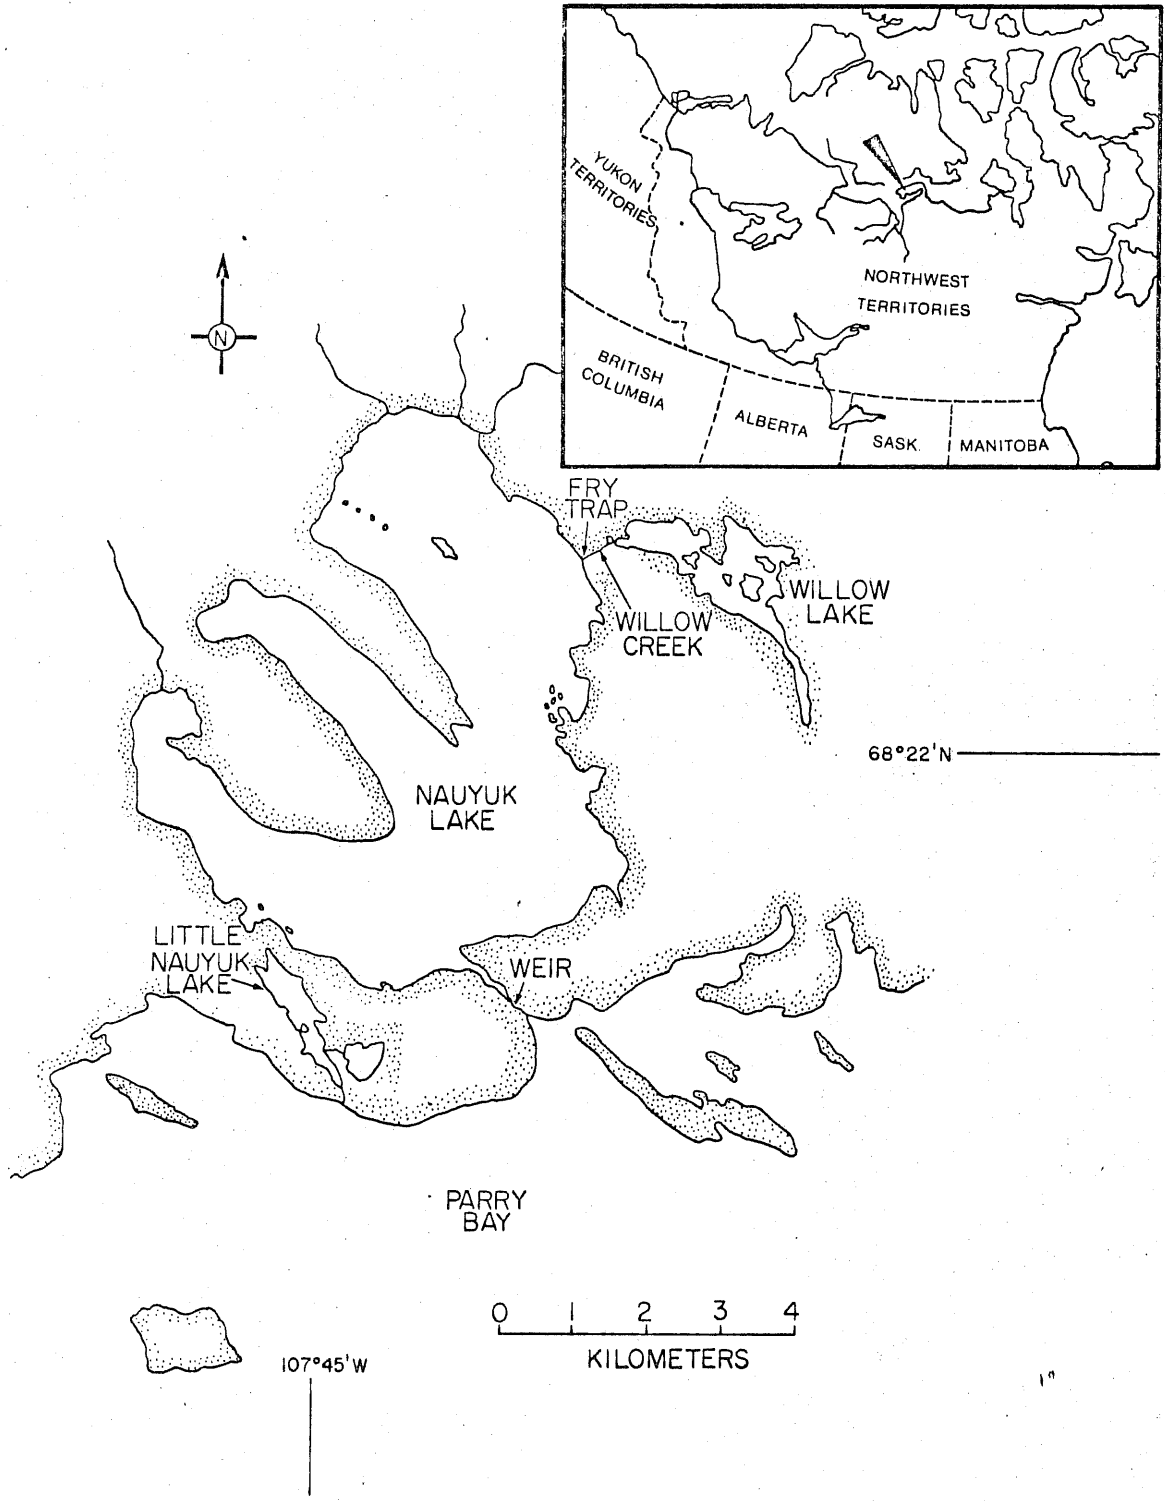 YUKON
TERRITORIES
NORTHWEST
TERRITORIES
BRITISH
COLUMBIA
ALBERTA
SASK.
MANITOBA
N
FRY
TRAP
WILLOW
LAKE
WILLOW
CREEK
68°22'N
NAUYUK
LAKE
LITTLE
NAUYUK
LAKE
WEIR
PARRY
BAY
0 1 2 3 4
KILOMETERS
107°45'W